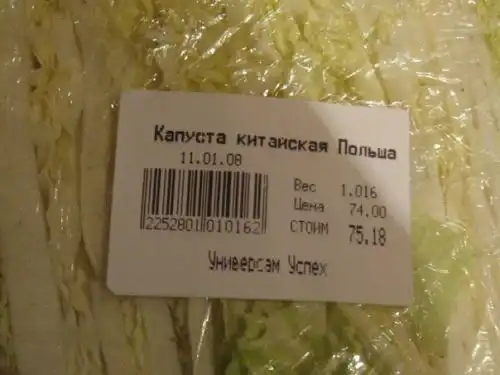 Капуста китайская Польша
11.01.08
Вес 1.016
Цена 74.00
2252801010162
СТОИМ 75.18
Универсам Успех